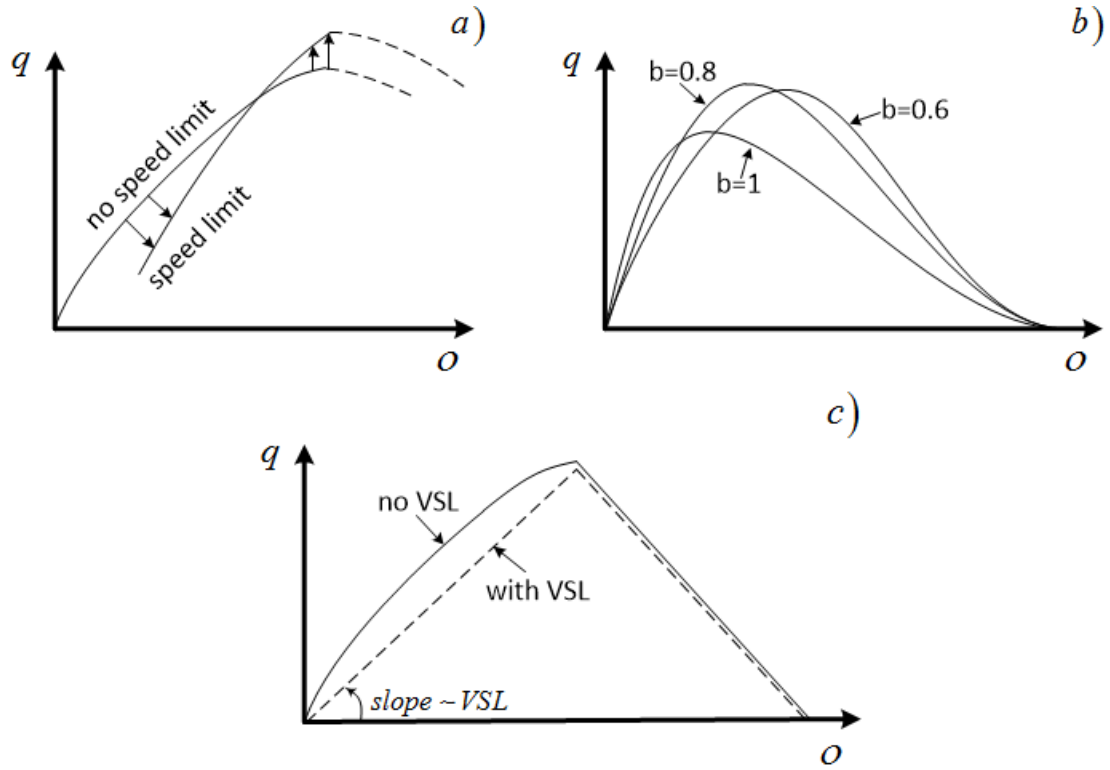 a)
q
no speed limit
speed limit
o
b)
q
b=0.8
b=0.6
b=1
o
c)
q
no VSL
with VSL
slope ~ VSL
o